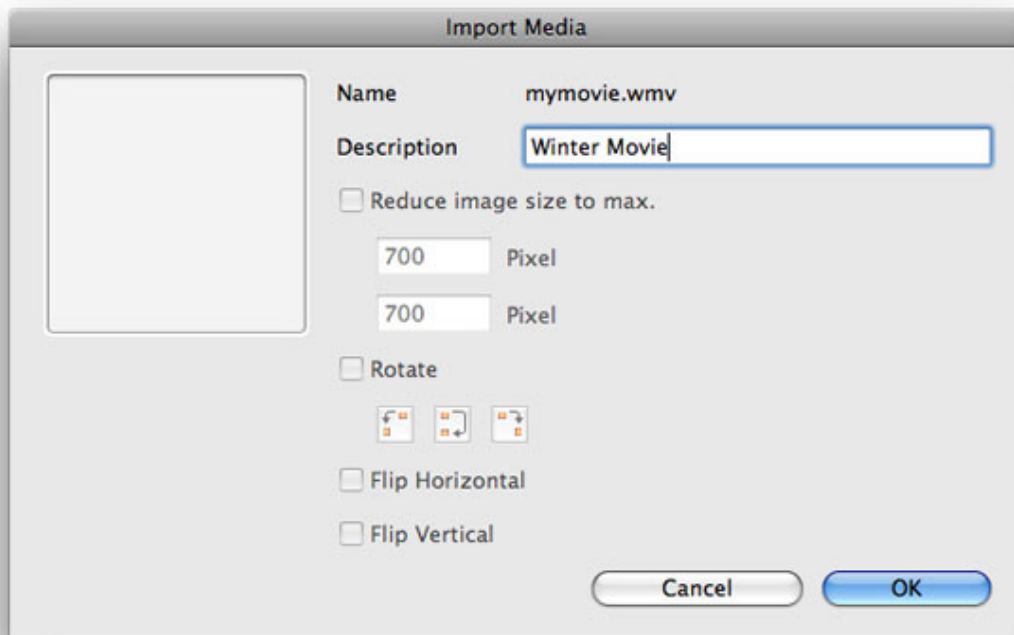 Import Media
Name mymovie.wmv
Description Winter Movie
Reduce image size to max.
700 Pixel
700 Pixel
Rotate
Flip Horizontal
Flip Vertical
Cancel OK